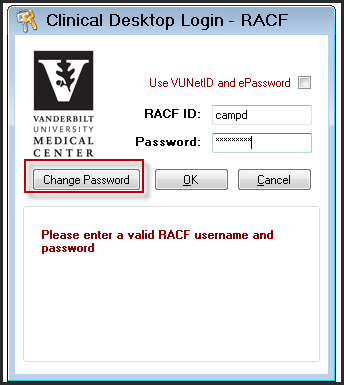 Clinical Desktop Login - RACF
Use VUNetID and ePassword
VANDERBILT
UNIVERSITY
MEDICAL
CENTER
RACF ID: campd
Password: *********
Change Password OK Cancel
Please enter a valid RACF username and
password